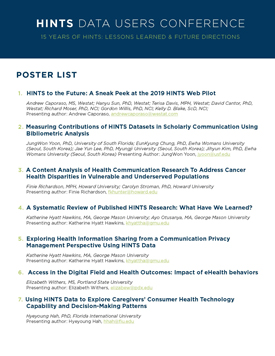 HINTS DATA USERS CONFERENCE
15 YEARS OF HINTS: LESSONS LEARNED & FUTURE DIRECTIONS
POSTER LIST
1. HINTS to the Future: A Sneak Peek at the 2019 HINTS Web Pilot
Andrew Caporaso, MS, Westat; Hanyu Sun, PhD, Westat; Terisa Davis, MPH, Westat; David Cantor, PhD,
Westat; Richard Moser, PhD, NCI; Gordon Willis, PhD, NCI; Kelly D. Blake, ScD, NCI;
Presenting author: Andrew Caporaso, andrewcaporaso@westat.com
2. Measuring Contributions of HINTS Datasets in Scholarly Communication Using
Bibliometric Analysis
JungWon Yoon, PhD, University of South Florida; EunKyung Chung, PhD, Ewha Womans University
(Seoul, South Korea); Jae Yun Lee, PhD, Myongji University (Seoul, South Korea), Jihyun Kim, PhD, Ewha
Womans University (Seoul, South Korea) Presenting Author: JungWon Yoon,
3. A Content Analysis of Health Communication Research To Address Cancer
Health Disparities in Vulnerable and Underserved Populations
Finie Richardson, MPH, Howard University; Carolyn Stroman, PhD, Howard University
Presenting author: Finie Richardson,
4. A Systematic Review of Published HINTS Research: What Have We Learned?
Katherine Hyatt Hawkins, MA, George Mason University; Ayo Olusanya, MA, George Mason University
Presenting author: Katherine Hyatt Hawkins, khyattha@gmu.edu
5. Exploring Health Information Sharing from a Communication Privacy
Management Perspective Using HINTS Data
Katherine Hyatt Hawkins, MA, George Mason University
Presenting author: Katherine Hyatt Hawkins, khyattha@gmu.edu
6. Access in the Digital Field and Health Outcomes: Impact of eHealth behaviors
Elizabeth Withers, MS, Portland State University
Presenting author: Elizabeth Withers,
7. Using HINTS Data to Explore Caregivers' Consumer Health Technology
Capability and Decision-Making Patterns
Hyeyoung Hah, PhD, Florida International University
Presenting author: Hyeyoung Hah, hhah@fiu.edu